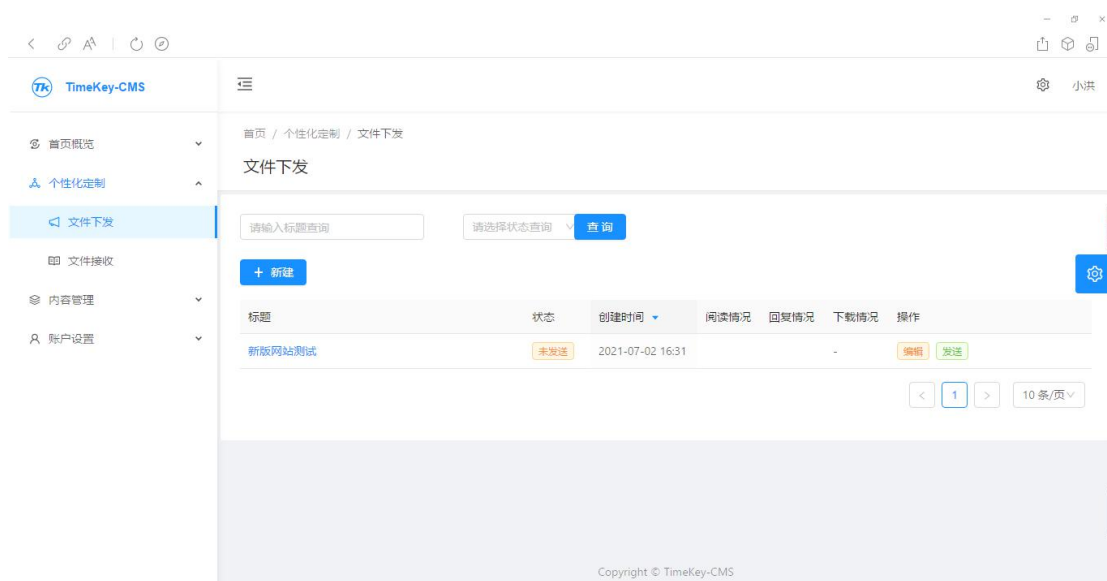 TK TimeKey-CMS
小洪
首页概览
个性化定制
文件下发
文件接收
内容管理
账户设置
首页 / 个性化定制 / 文件下发
文件下发
请输入标题查询 请选择状态查询 查 询
+ 新建
标题 状态 创建时间 阅读情况 回复情况 下载情况 操作
新版网站测试 未发送 2021-07-02 16:31 - 编辑 发送
< 1 > 10 条/页
Copyright © TimeKey-CMS